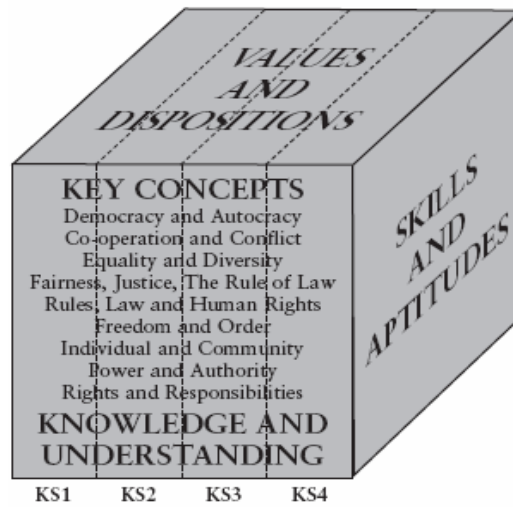 VALUES
AND
DISPOSITIONS
KEY CONCEPTS
Democracy and Autocracy
Co-operation and Conflict
Equality and Diversity
Fairness, Justice, The Rule of Law
Rules, Law and Human Rights
Freedom and Order
Individual and Community
Power and Authority
Rights and Responsibilities
KNOWLEDGE AND
UNDERSTANDING
SKILLS
AND
APTITUDES
KS1 KS2 KS3 KS4